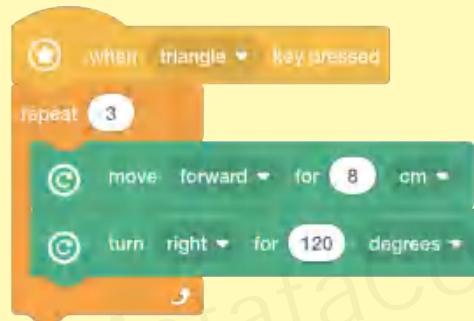 when triangle key pressed
repeat 3
move forward for 8 cm
turn right for 120 degrees